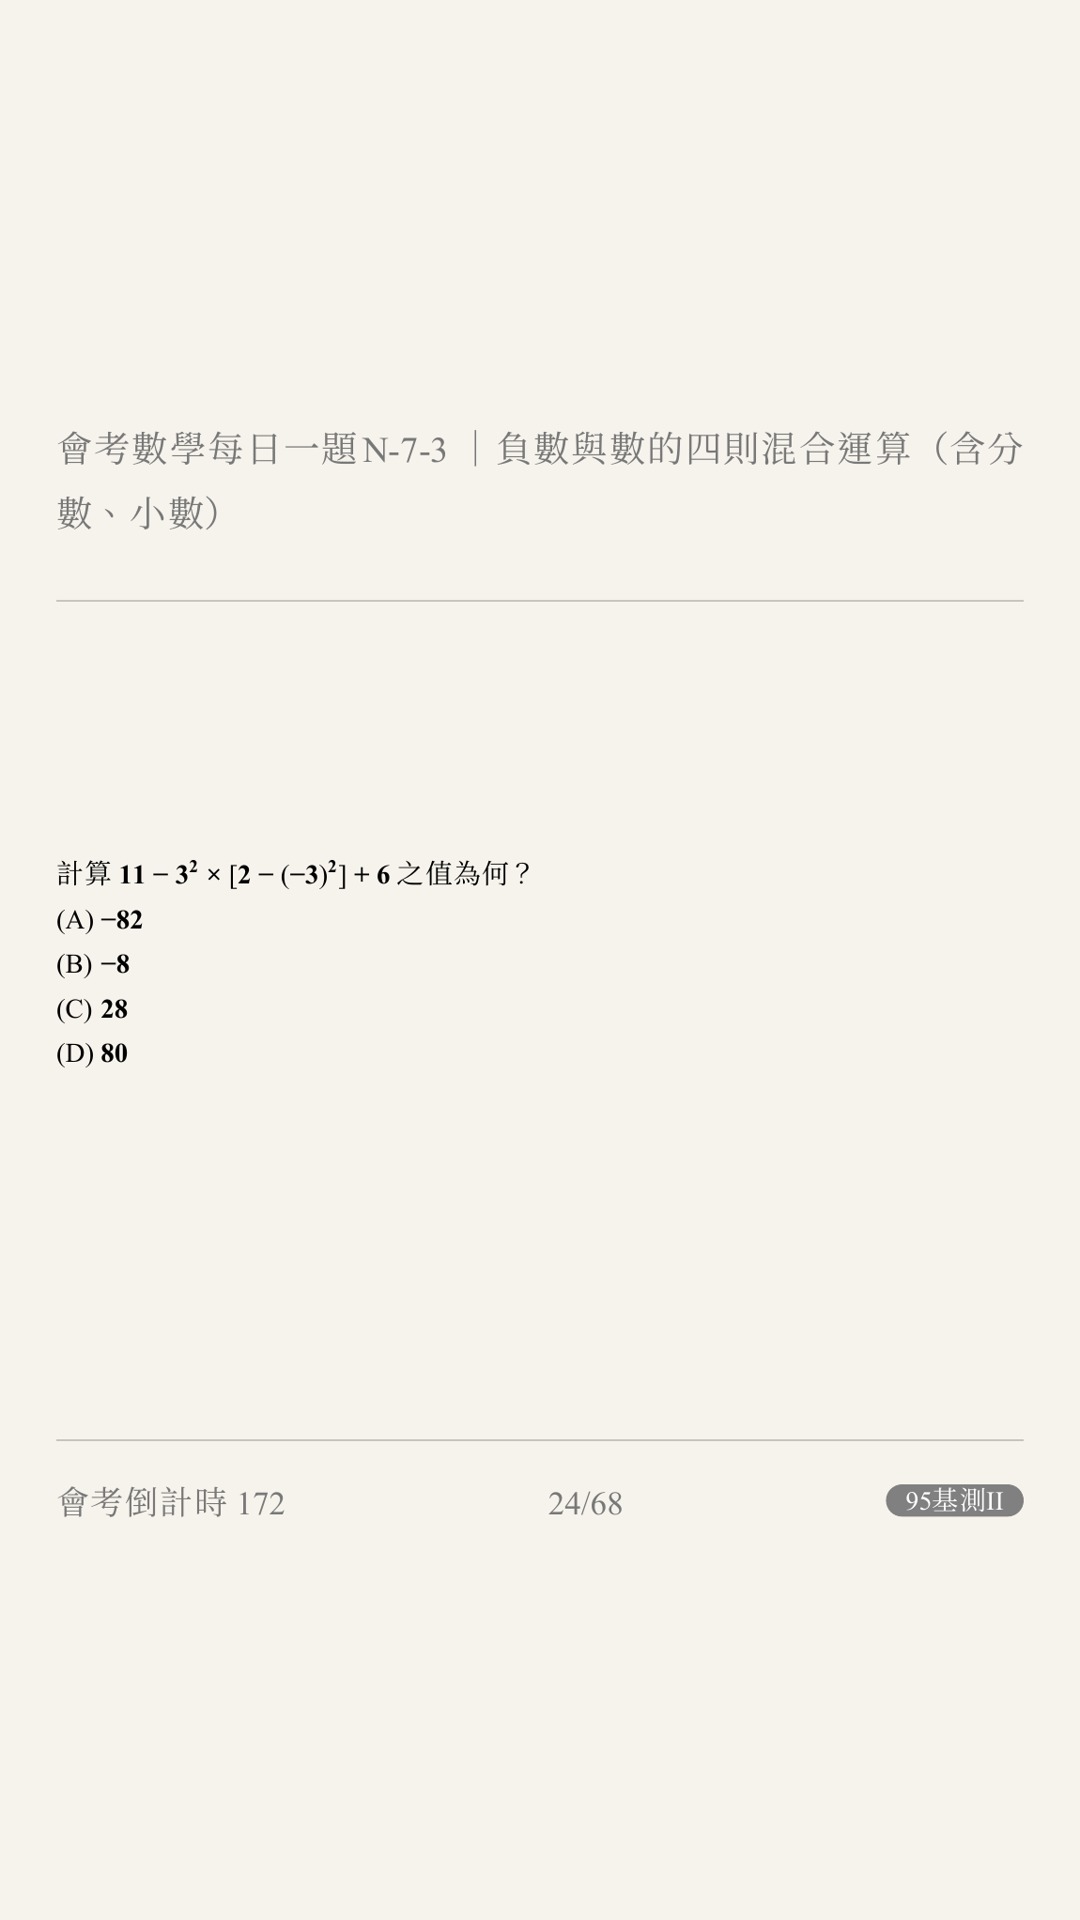 會考數學每日一題N-7-3｜負數與數的四則混合運算（含分
數、小數）
計算 11 − 3² × [2 − (−3)²] + 6 之值為何？
(A) −82
(B) −8
(C) 28
(D) 80
會考倒計時 172
24/68
95基測II